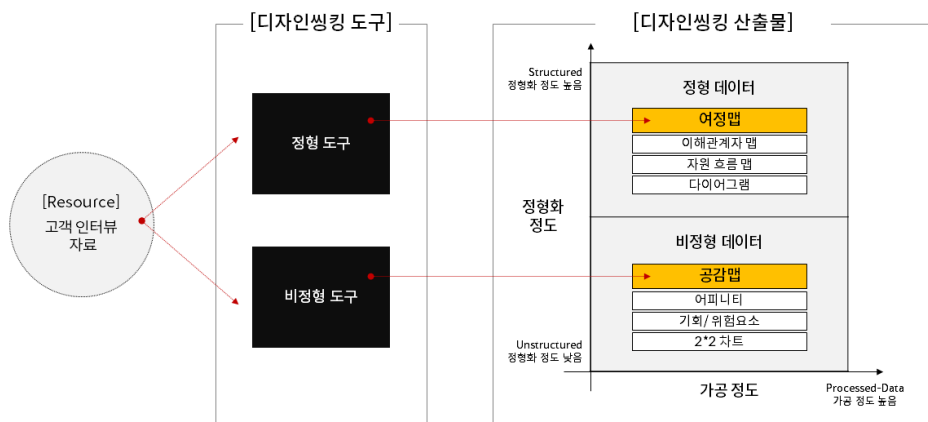 [디자인씽킹 도구]
[디자인씽킹 산출물]
[Resource]
고객 인터뷰
자료
정형 도구
비정형 도구
Structured
정형화 정도 높음
정형화
정도
Unstructured
정형화 정도 낮음
정형 데이터
여정맵
이해관계자 맵
자원 흐름 맵
다이어그램
비정형 데이터
공감맵
어피니티
기회/ 위험요소
2*2 차트
가공 정도
Processed-Data
가공 정도 높음